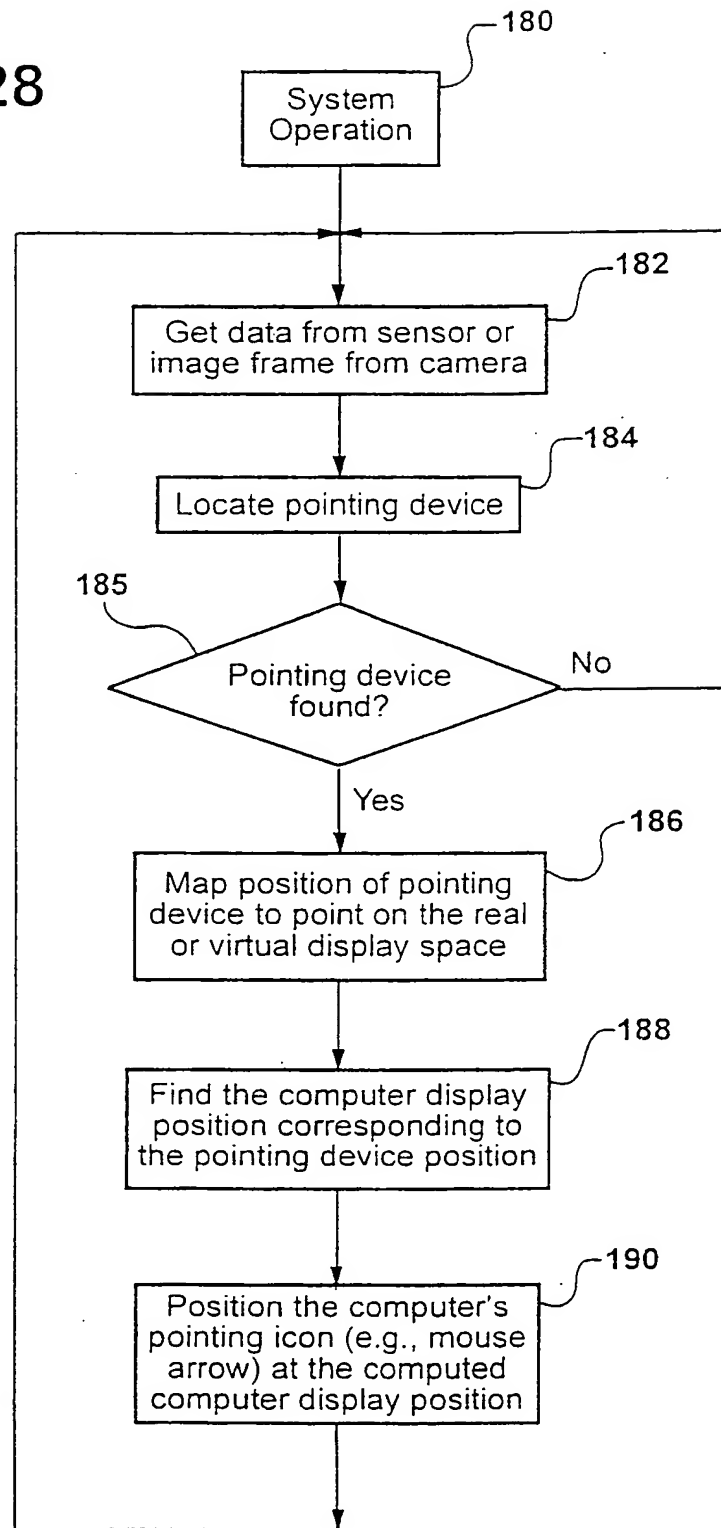 28
180
System
Operation
182
Get data from sensor or
image frame from camera
184
Locate pointing device
185
Pointing device
found?
No
Yes
186
Map position of pointing
device to point on the real
or virtual display space
188
Find the computer display
position corresponding to
the pointing device position
190
Position the computer's
pointing icon (e.g., mouse
arrow) at the computed
computer display position